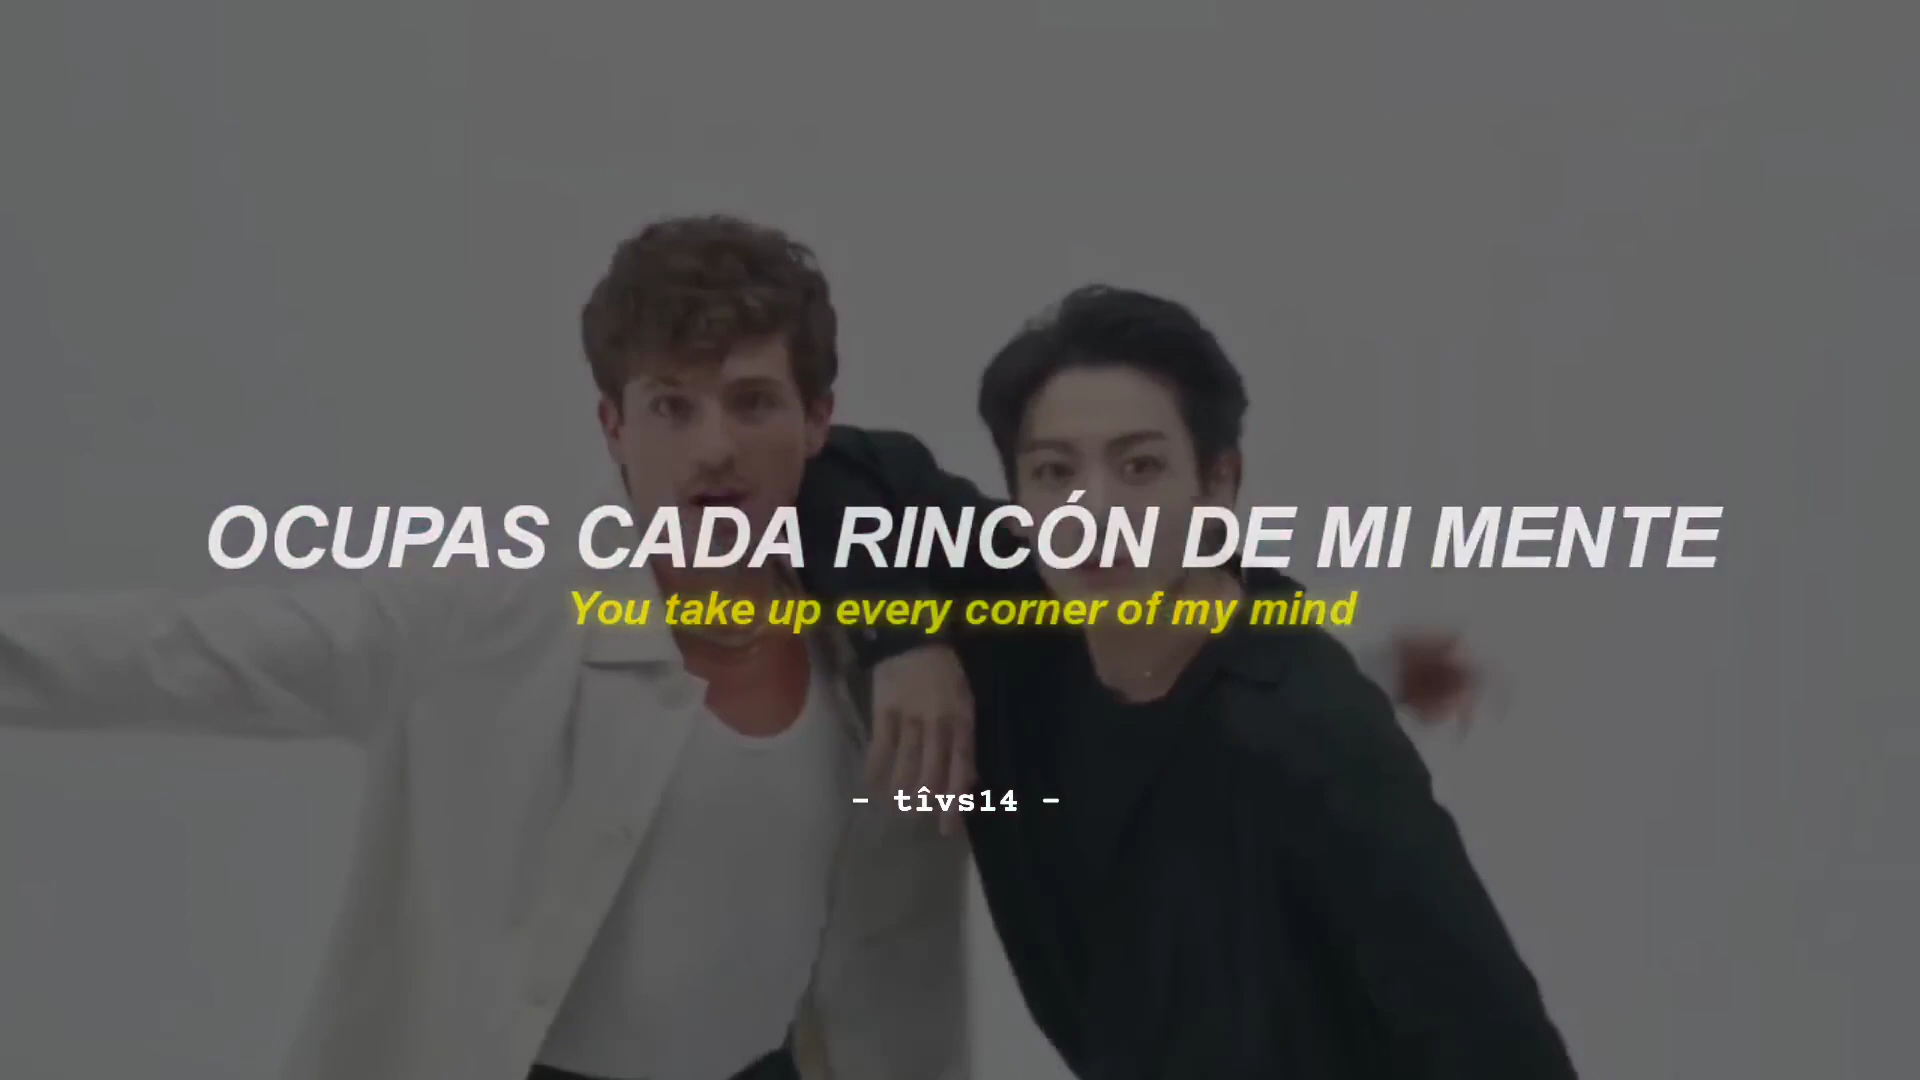 OCUPAS CADA RINCÓN DE MI MENTE
You take up every corner of my mind
- tîvs14 -